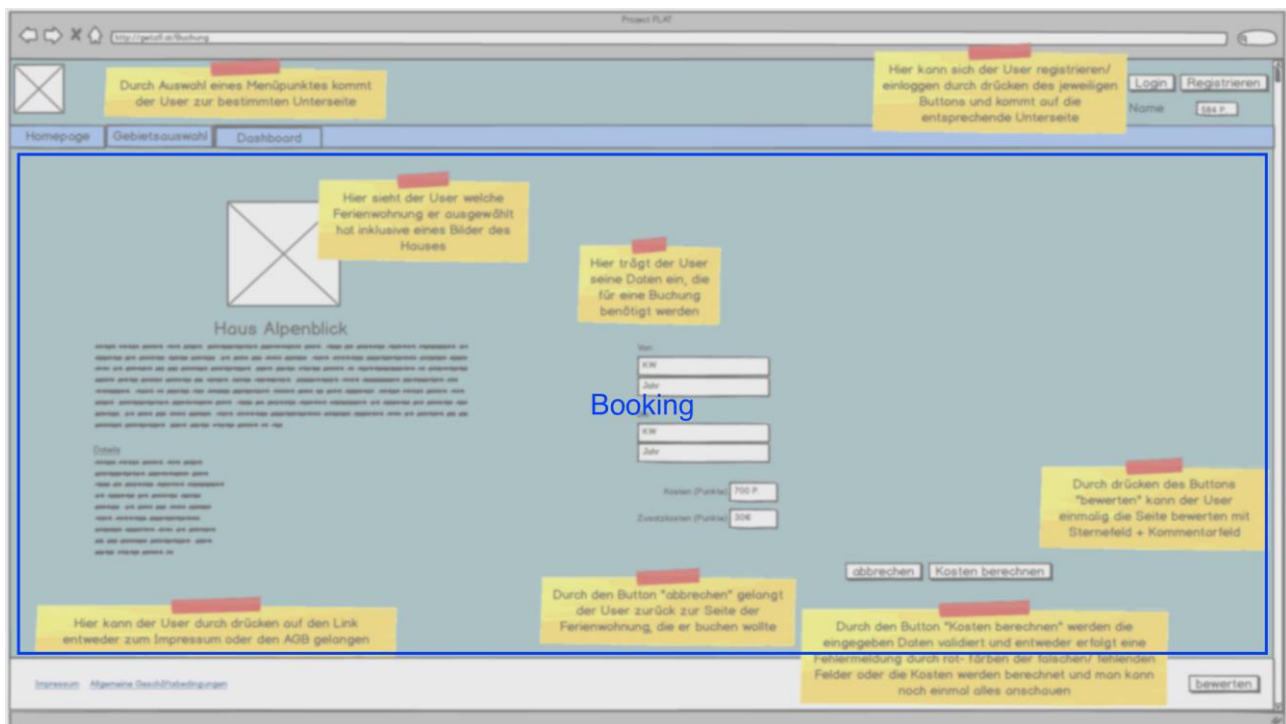 Project FLAT
Durch Auswahl eines Menüpunktes kommt
der User zur bestimmten Unterseite
Hier kann sich der User registrieren/
einloggen durch drücken des jeweiligen
Buttons und kommt auf die
entsprechende Unterseite
Login Registrieren
Name 584 P.
Homepage Gebietsauswahl Dashboard
Hier sieht der User welche
Ferienwohnung er ausgewählt
hat inklusive eines Bilder des
Hauses
Hier trägt der User
seine Daten ein, die
für eine Buchung
benötigt werden
Haus Alpenblick
Von:
KW
Jahr
Booking
KW
Jahr
Details
Kosten (Punkte) 700 P.
Zusatzkosten (Punkte) 30€
Durch drücken des Buttons
"bewerten" kann der User
einmalig die Seite bewerten mit
Sternefeld + Kommentarfeld
abbrechen Kosten berechnen
Hier kann der User durch drücken auf den Link
entweder zum Impressum oder den AGB gelangen
Durch den Button "abbrechen" gelangt
der User zurück zur Seite der
Ferienwohnung, die er buchen wollte
Durch den Button "Kosten berechnen" werden die
eingegeben Daten validiert und entweder erfolgt eine
Fehlermeldung durch rot- färben der falschen/ fehlenden
Felder oder die Kosten werden berechnet und man kann
noch einmal alles anschauen
Impressum Allgemeine Geschäftsbedingungen
bewerten